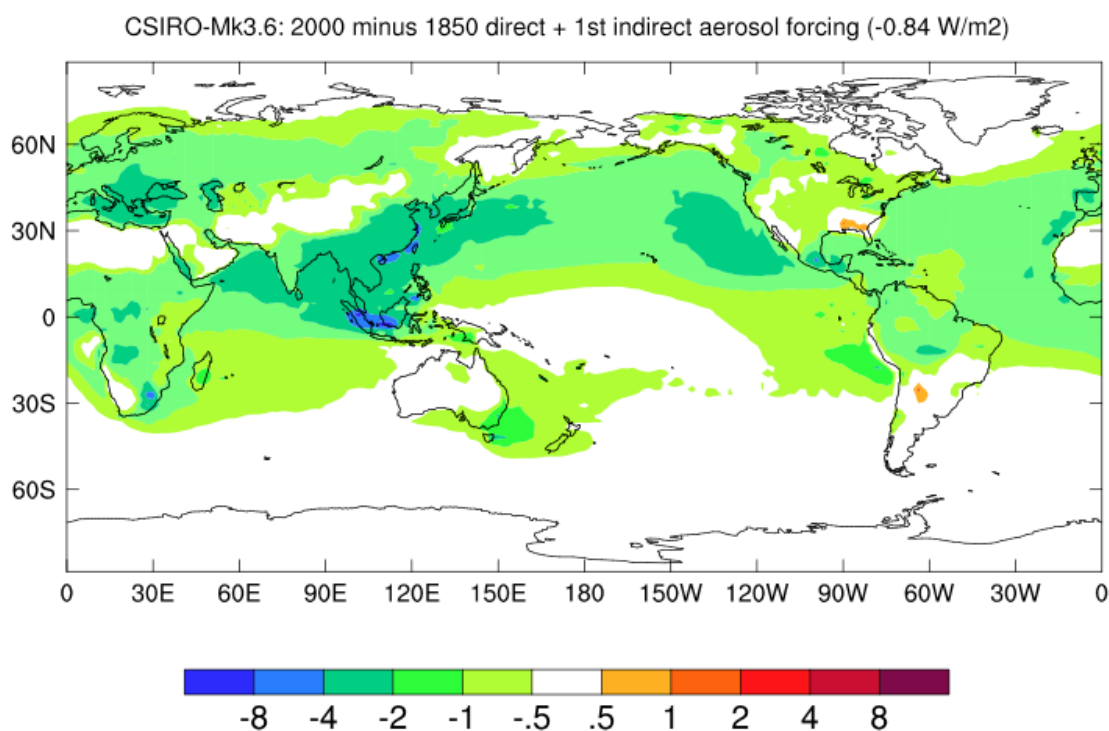 CSIRO-Mk3.6: 2000 minus 1850 direct + 1st indirect aerosol forcing (-0.84 W/m2)
60N
30N
0
30S
60S
0 30E 60E 90E 120E 150E 180 150W 120W 90W 60W 30W 0
-8 -4 -2 -1 -.5 .5 1 2 4 8